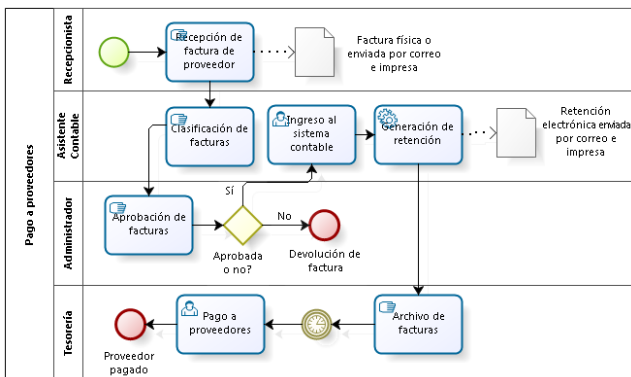 Pago a proveedores
Recepcionista
Recepción de
factura de
proveedor
Factura física o
enviada por correo
e impresa
Asistente
Contable
Clasificación de
facturas
Ingreso al
sistema
contable
Generación de
retención
Retención
electrónica enviada
por correo e
impresa
Administrador
Aprobación de
facturas
Sí
Aprobada
o no?
No
Devolución de
factura
Tesorería
Proveedor
pagado
Pago a
proveedores
Archivo de
facturas